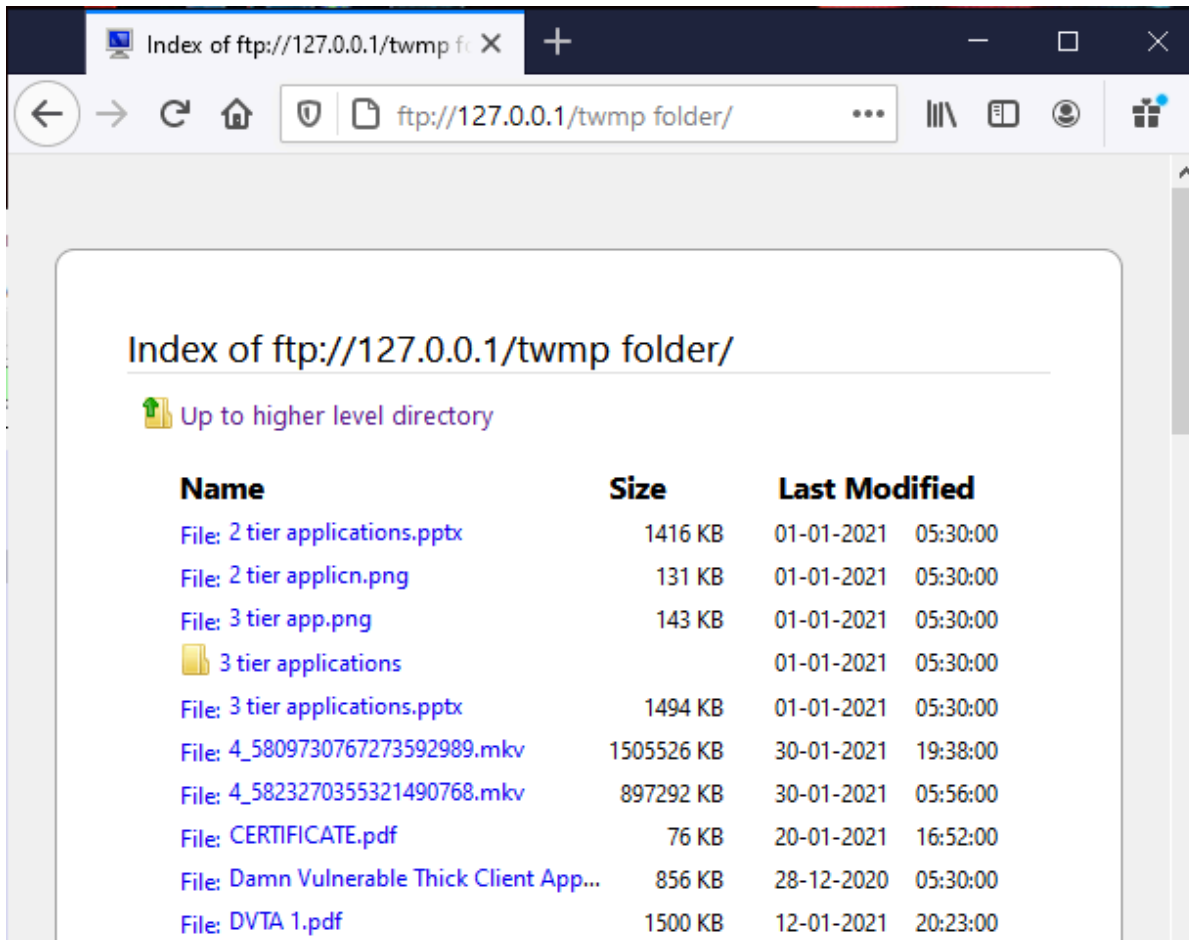 Index of ftp://127.0.0.1/twmp fo
ftp://127.0.0.1/twmp folder/
Index of ftp://127.0.0.1/twmp folder/
Up to higher level directory
Name Size Last Modified
File: 2 tier applications.pptx 1416 KB 01-01-2021 05:30:00
File: 2 tier applicn.png 131 KB 01-01-2021 05:30:00
File: 3 tier app.png 143 KB 01-01-2021 05:30:00
3 tier applications 01-01-2021 05:30:00
File: 3 tier applications.pptx 1494 KB 01-01-2021 05:30:00
File: 4_5809730767273592989.mkv 1505526 KB 30-01-2021 19:38:00
File: 4_5823270355321490768.mkv 897292 KB 30-01-2021 05:56:00
File: CERTIFICATE.pdf 76 KB 20-01-2021 16:52:00
File: Damn Vulnerable Thick Client App... 856 KB 28-12-2020 05:30:00
File: DVTA 1.pdf 1500 KB 12-01-2021 20:23:00